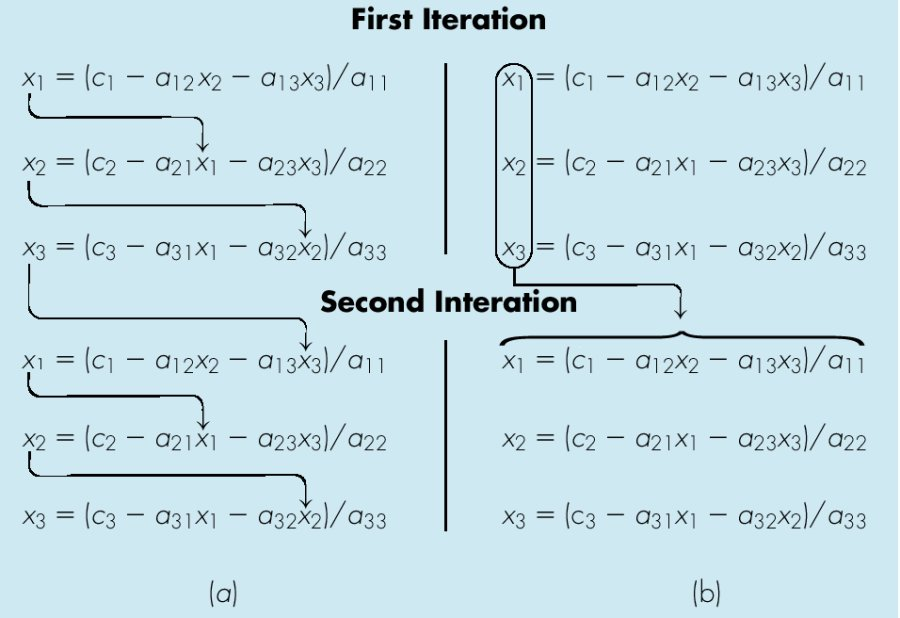 First Iteration
x₁ = (c₁ − a₁₂x₂ − a₁₃x₃)/a₁₁
x₁ = (c₁ − a₁₂x₂ − a₁₃x₃)/a₁₁
x₂ = (c₂ − a₂₁x₁ − a₂₃x₃)/a₂₂
x₂ = (c₂ − a₂₁x₁ − a₂₃x₃)/a₂₂
x₃ = (c₃ − a₃₁x₁ − a₃₂x₂)/a₃₃
x₃ = (c₃ − a₃₁x₁ − a₃₂x₂)/a₃₃
Second Interation
x₁ = (c₁ − a₁₂x₂ − a₁₃x₃)/a₁₁
x₁ = (c₁ − a₁₂x₂ − a₁₃x₃)/a₁₁
x₂ = (c₂ − a₂₁x₁ − a₂₃x₃)/a₂₂
x₂ = (c₂ − a₂₁x₁ − a₂₃x₃)/a₂₂
x₃ = (c₃ − a₃₁x₁ − a₃₂x₂)/a₃₃
x₃ = (c₃ − a₃₁x₁ − a₃₂x₂)/a₃₃
(a)
(b)